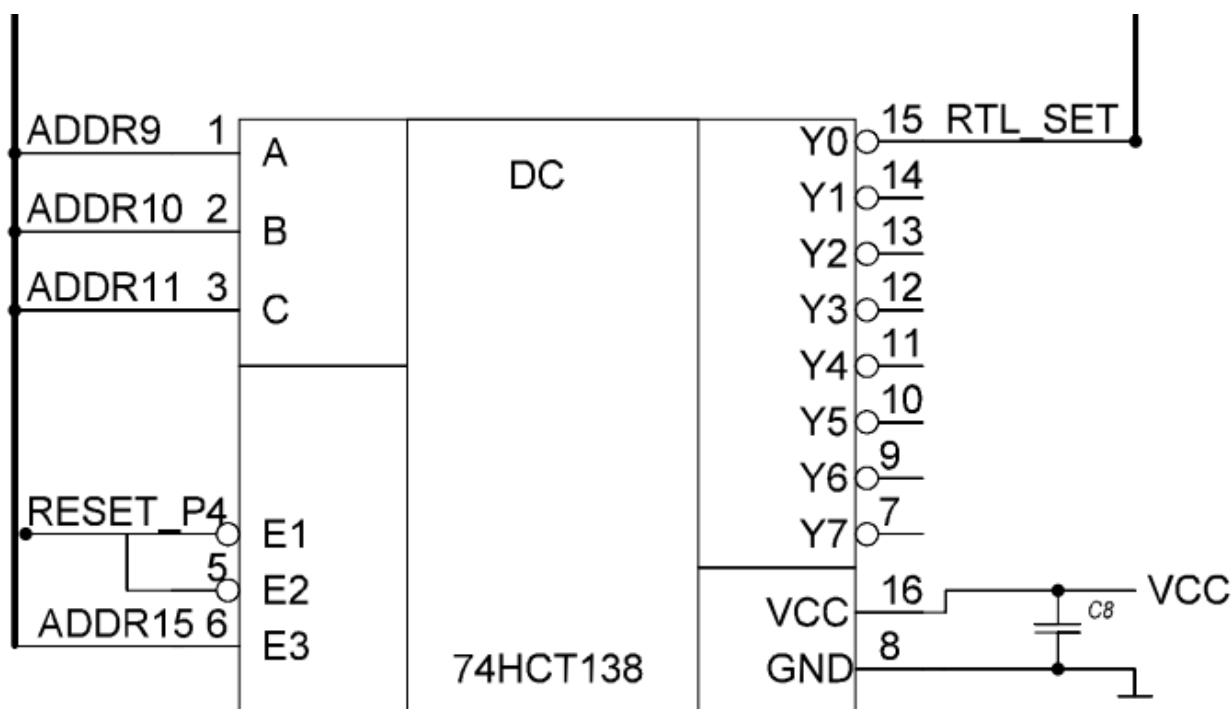 ADDR9 1 A DC Y0 15 RTL_SET
Y1 14
ADDR10 2 B Y2 13
ADDR11 3 C Y3 12
Y4 11
Y5 10
Y6 9
RESET_P4 E1 Y7 7
5 E2 VCC 16 VCC
C8
ADDR15 6 E3 74HCT138 GND 8